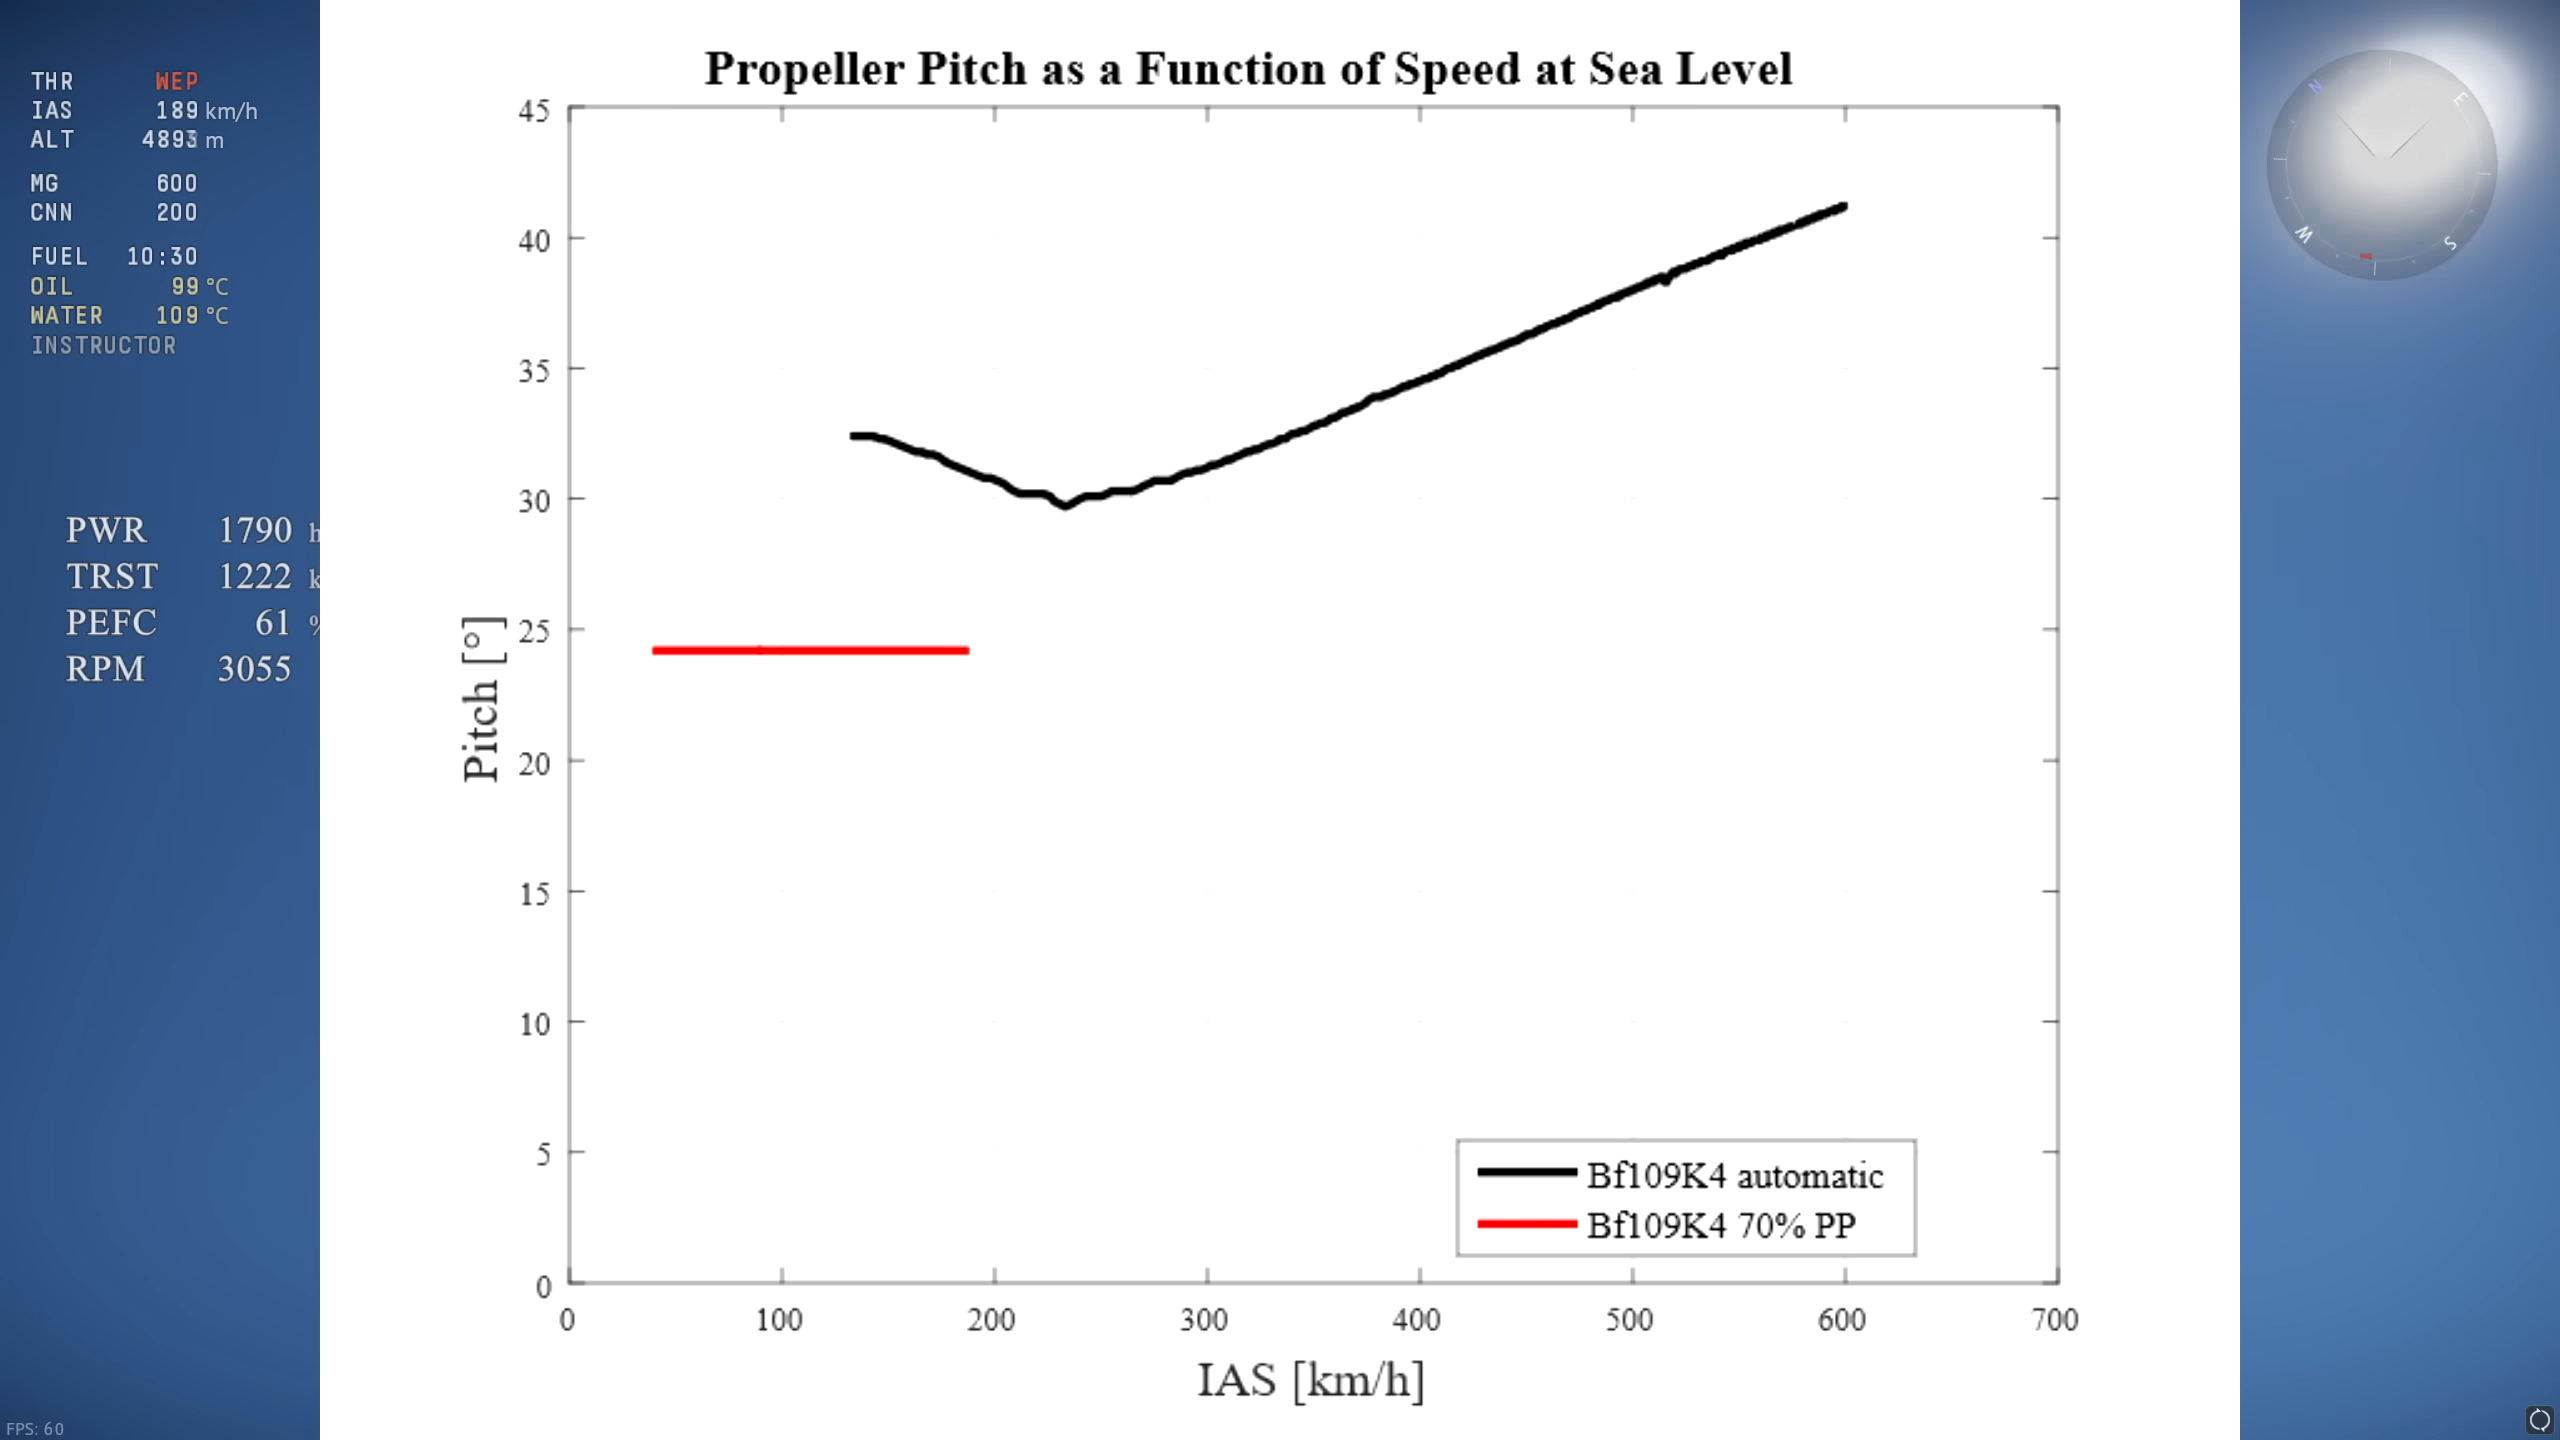 THR WEP
IAS 189 km/h
ALT 4893 m
MG 600
CNN 200
FUEL 10:30
OIL 99 °C
WATER 109 °C
INSTRUCTOR
PWR 1790 h
TRST 1222 k
PEFC 61 %
RPM 3055
FPS: 60
Propeller Pitch as a Function of Speed at Sea Level
45
40
35
30
25
20
15
10
5
0
Pitch [°]
0 100 200 300 400 500 600 700
IAS [km/h]
Bf109K4 automatic
Bf109K4 70% PP
N
E
S
W